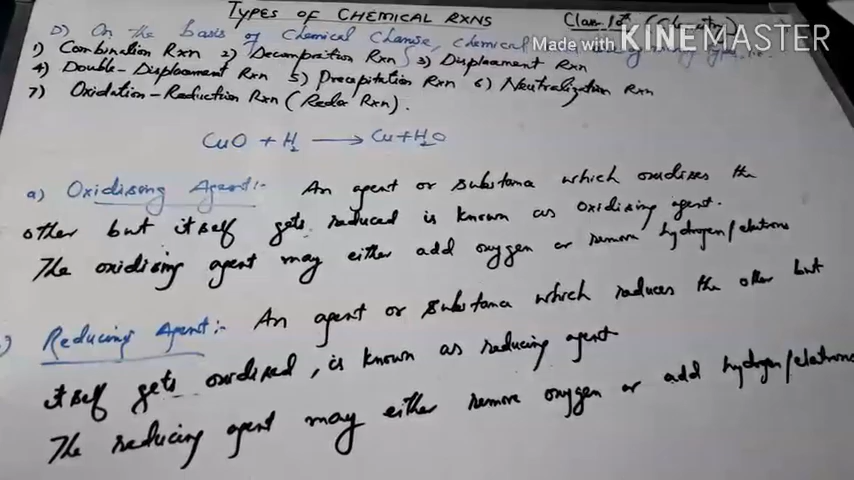 TYPES OF CHEMICAL RXNS
D) On the Basis of Chemical Change, Chemical
Made with KINEMASTER
1) Combination Rxn 2) Decomposition Rxn 3) Displacement Rxn
4) Double-Displacement Rxn 5) Precipitation Rxn 6) Neutralization Rxn
7) Oxidation-Reduction Rxn (Redox Rxn).
CuO + H₂ → Cu+H₂O
a) Oxidising Agent:- An agent or substance which oxidises the
other but itself gets reduced is known as oxidising agent.
The oxidising agent may either add oxygen or remove hydrogen/electrons
Reducing Agent:- An agent or substance which reduces the other but
itself gets oxidised, is known as reducing agent
The reducing agent may either remove oxygen or add hydrogen/electrons